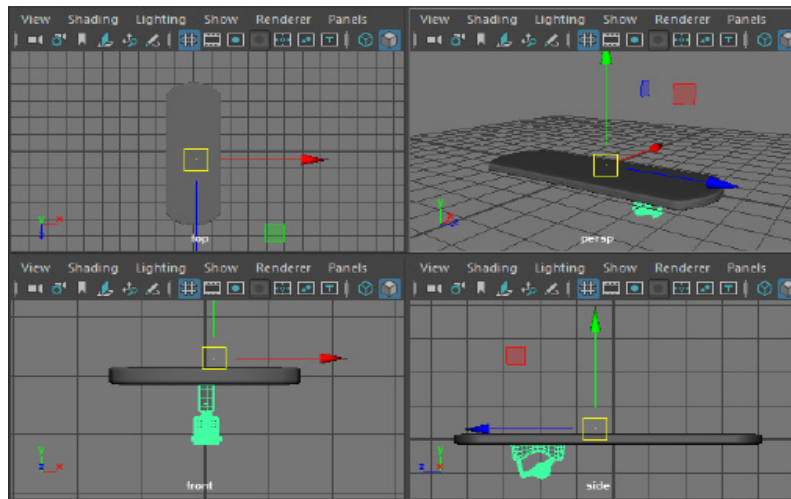 View Shading Lighting Show Renderer Panels
View Shading Lighting Show Renderer Panels
top
persp
View Shading Lighting Show Renderer Panels
View Shading Lighting Show Renderer Panels
front
side